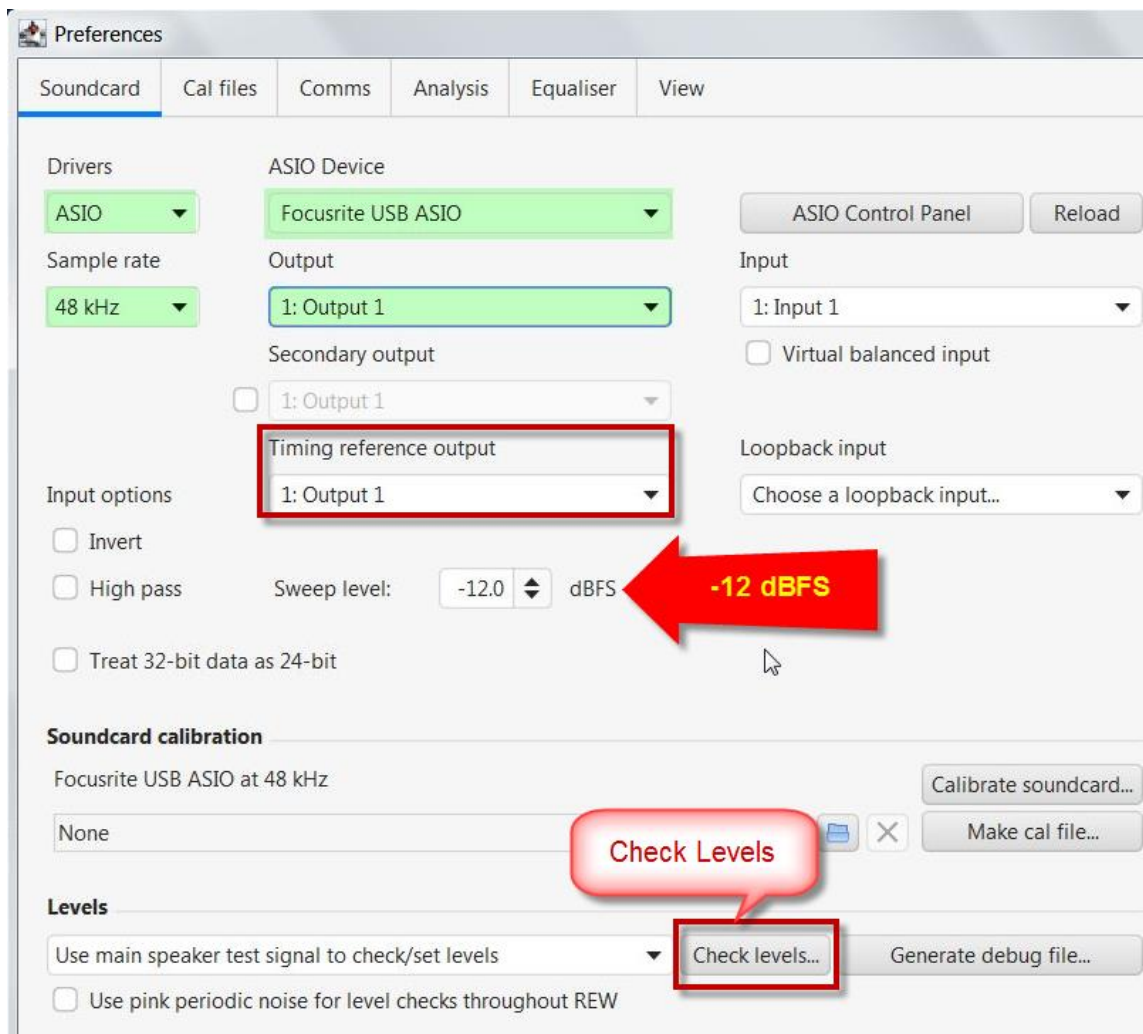 Preferences
Soundcard Cal files Comms Analysis Equaliser View
Drivers ASIO Device
ASIO Focusrite USB ASIO ASIO Control Panel Reload
Sample rate Output Input
48 kHz 1: Output 1 1: Input 1
Secondary output Virtual balanced input
1: Output 1
Timing reference output Loopback input
Input options 1: Output 1 Choose a loopback input...
Invert
High pass Sweep level: -12.0 dBFS -12 dBFS
Treat 32-bit data as 24-bit
Soundcard calibration
Focusrite USB ASIO at 48 kHz Calibrate soundcard...
None Make cal file...
Check Levels
Levels
Use main speaker test signal to check/set levels Check levels... Generate debug file...
Use pink periodic noise for level checks throughout REW